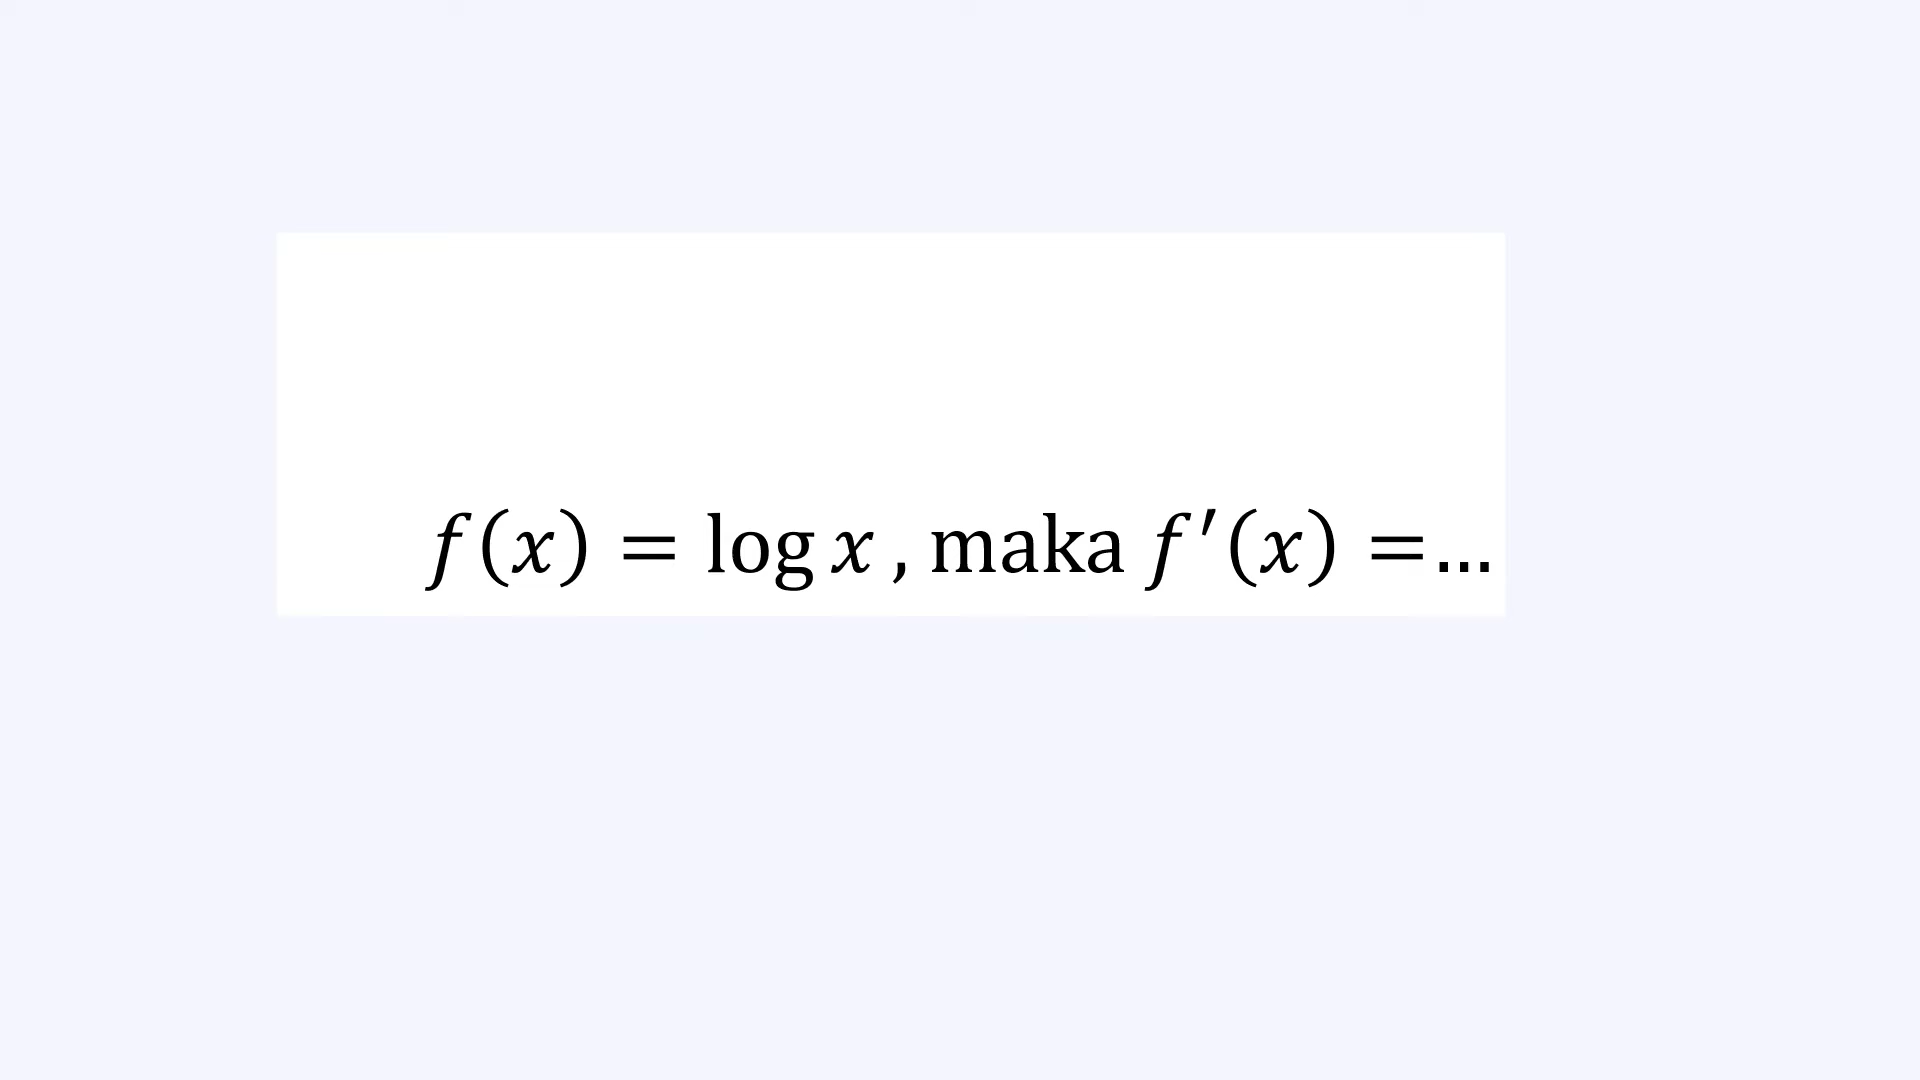 f(x) = log x , maka f′(x) =...